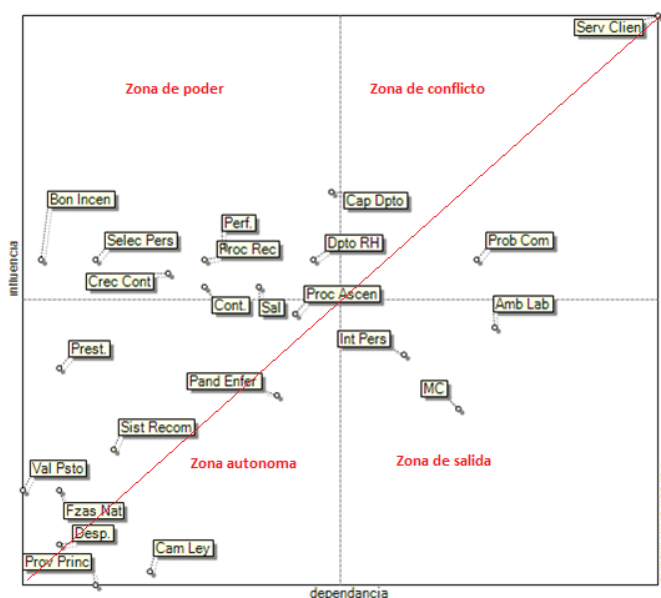 Serv Clien
Zona de poder
Zona de conflicto
Bon Incen
Cap Dpto
Perf.
Selec Pers
Proc Rec
Dpto RH
Prob Com
Crec Cont
influencia
Cont.
Sal
Proc Ascen
Amb Lab
Int Pers
Prest.
Pand Enfer
MC
Sist Recom
Zona autonoma
Zona de salida
Val Psto
Fzas Nat
Desp.
Cam Ley
Prov Princ
dependancia